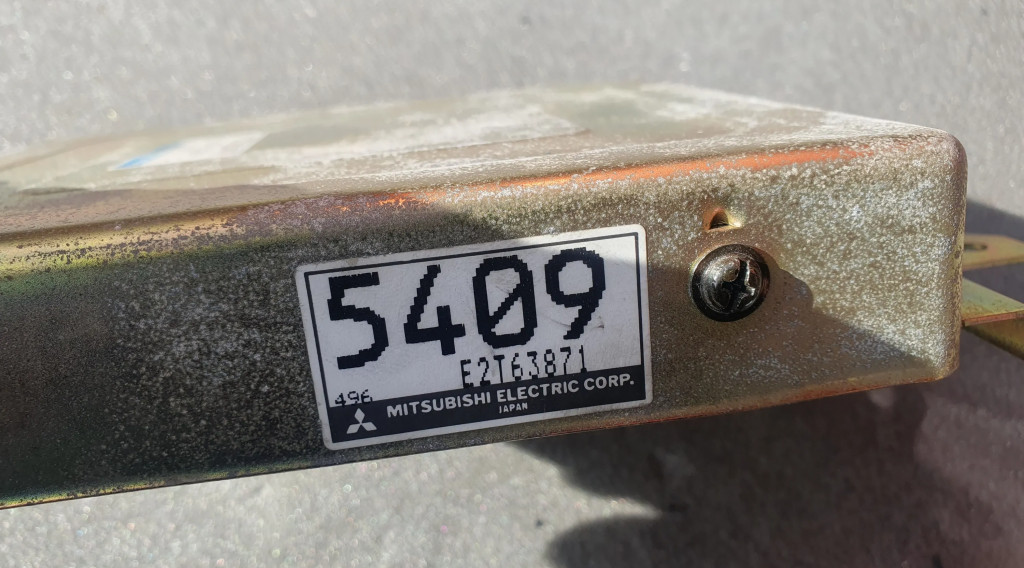 5409
E2T63871
496
MITSUBISHI ELECTRIC CORP.
JAPAN